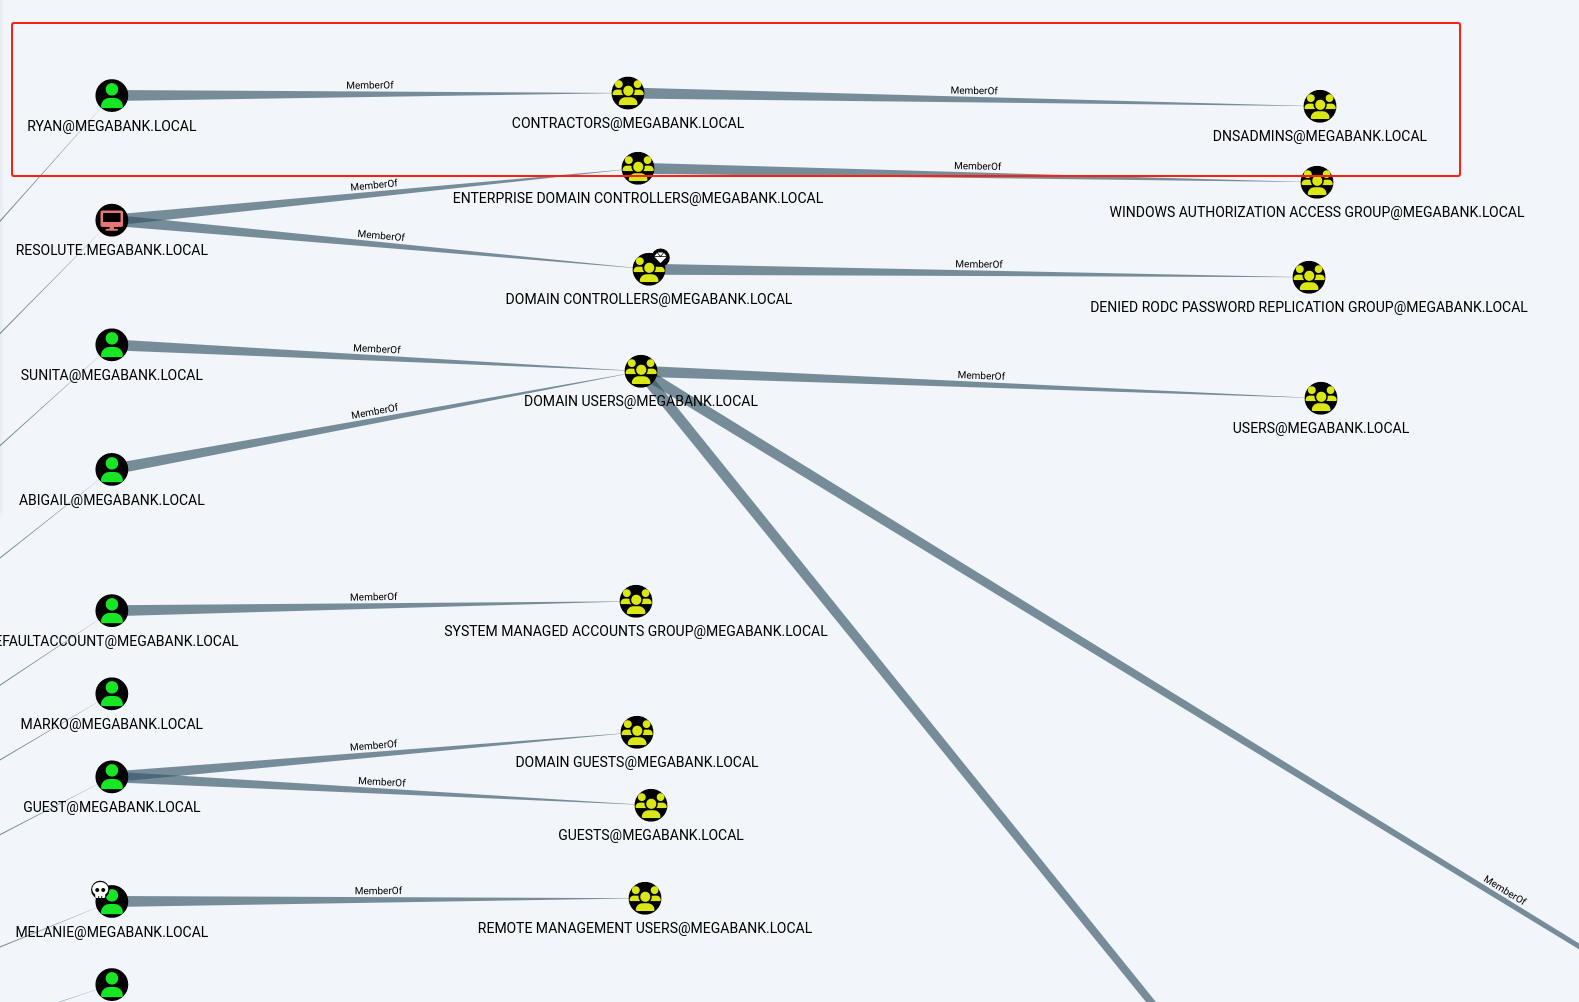 MemberOf
MemberOf
RYAN@MEGABANK.LOCAL
CONTRACTORS@MEGABANK.LOCAL
DNSADMINS@MEGABANK.LOCAL
MemberOf
MemberOf
ENTERPRISE DOMAIN CONTROLLERS@MEGABANK.LOCAL
WINDOWS AUTHORIZATION ACCESS GROUP@MEGABANK.LOCAL
MemberOf
RESOLUTE.MEGABANK.LOCAL
MemberOf
DOMAIN CONTROLLERS@MEGABANK.LOCAL
DENIED RODC PASSWORD REPLICATION GROUP@MEGABANK.LOCAL
MemberOf
SUNITA@MEGABANK.LOCAL
MemberOf
DOMAIN USERS@MEGABANK.LOCAL
MemberOf
USERS@MEGABANK.LOCAL
ABIGAIL@MEGABANK.LOCAL
MemberOf
EFAULTACCOUNT@MEGABANK.LOCAL
SYSTEM MANAGED ACCOUNTS GROUP@MEGABANK.LOCAL
MARKO@MEGABANK.LOCAL
MemberOf
DOMAIN GUESTS@MEGABANK.LOCAL
MemberOf
GUEST@MEGABANK.LOCAL
GUESTS@MEGABANK.LOCAL
MemberOf
MemberOf
MELANIE@MEGABANK.LOCAL
REMOTE MANAGEMENT USERS@MEGABANK.LOCAL